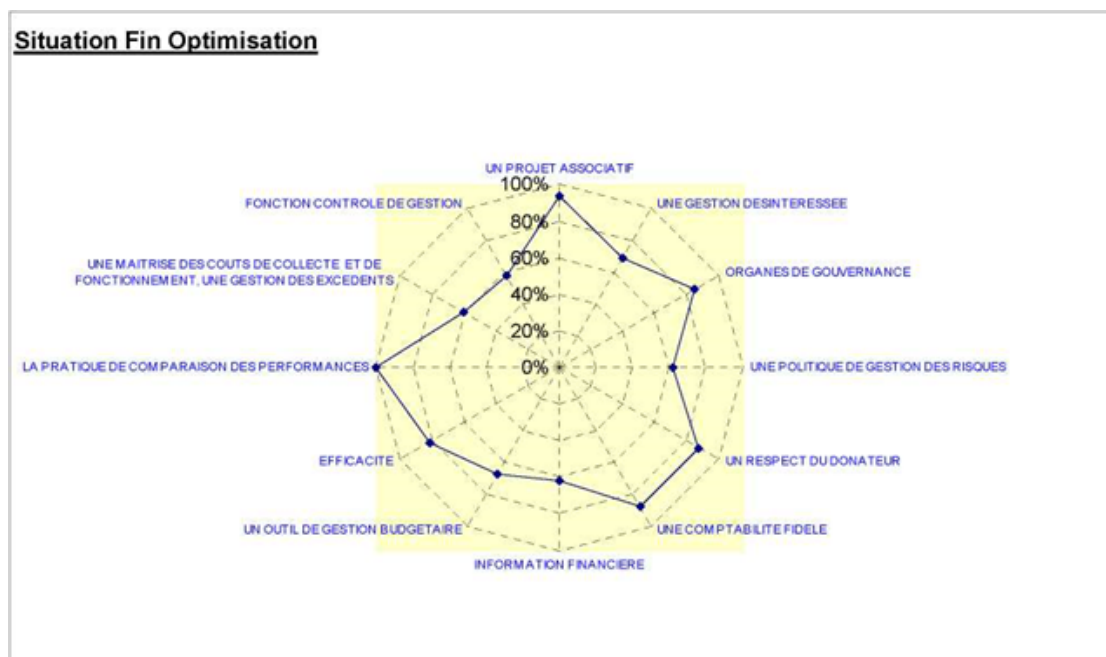 Situation Fin Optimisation
UN PROJET ASSOCIATIF
100%
FONCTION CONTROLE DE GESTION
UNE GESTION DESINTERESSEE
80%
UNE MAITRISE DES COUTS DE COLLECTE ET DE
FONCTIONNEMENT, UNE GESTION DES EXCEDENTS
ORGANES DE GOUVERNANCE
60%
40%
20%
LA PRATIQUE DE COMPARAISON DES PERFORMANCES
0%
UNE POLITIQUE DE GESTION DES RISQUES
EFFICACITE
UN RESPECT DU DONATEUR
UN OUTIL DE GESTION BUDGETAIRE
UNE COMPTABILITE FIDELE
INFORMATION FINANCIERE